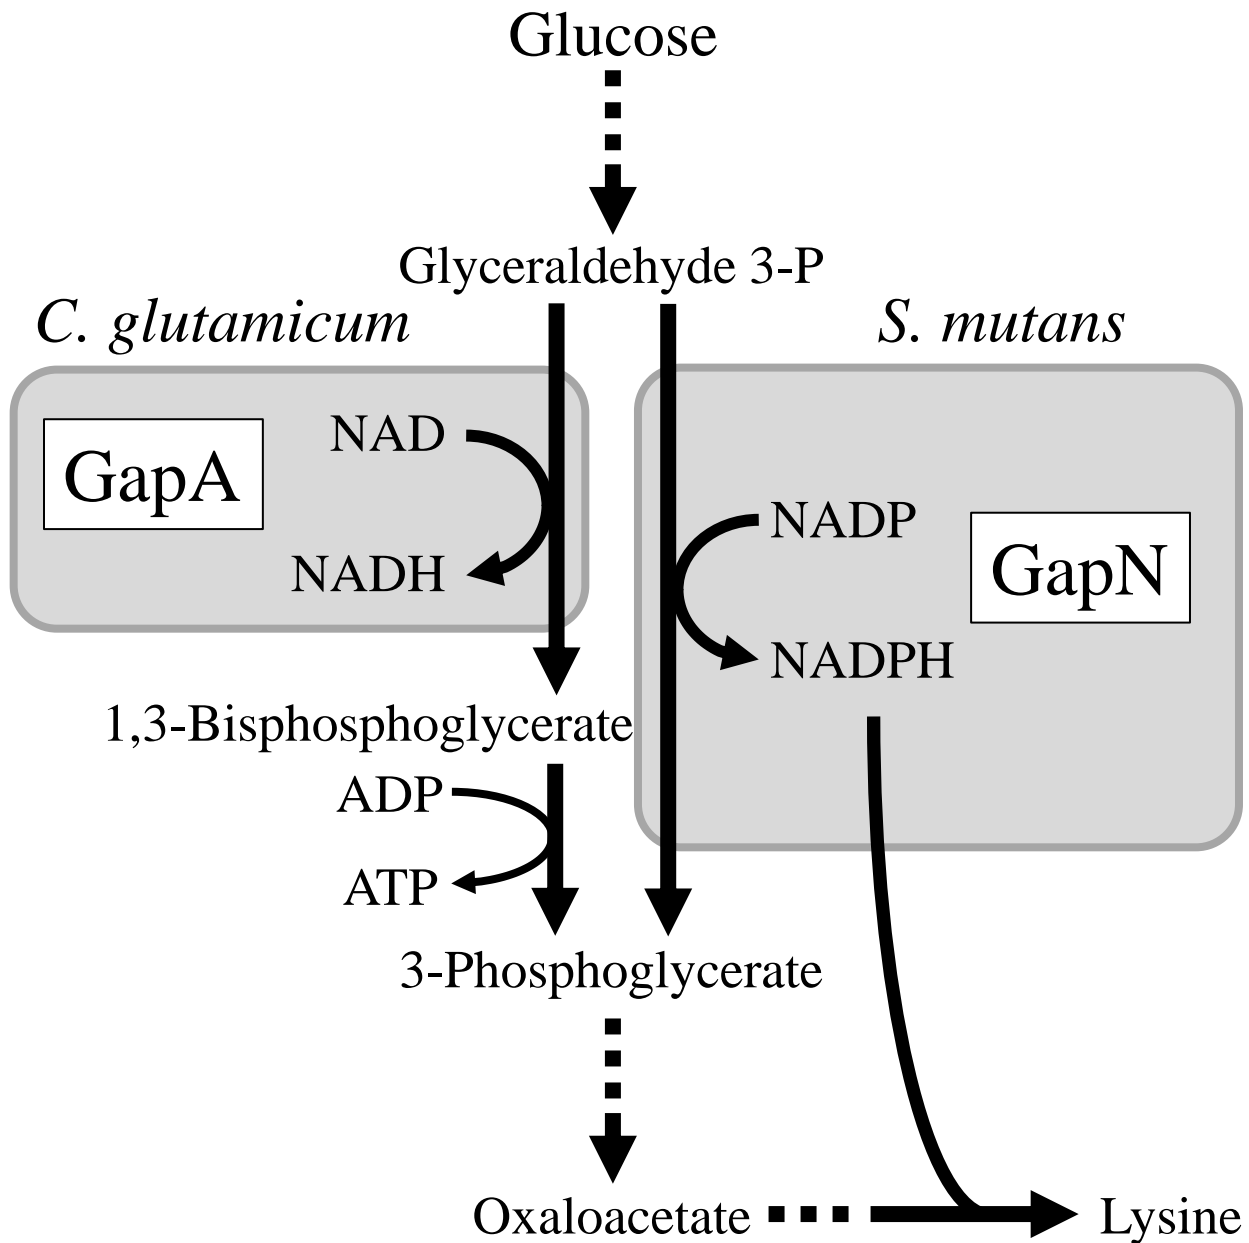 Glucose
Glyceraldehyde 3-P
C. glutamicum
S. mutans
GapA
NAD
NADH
NADP
GapN
NADPH
1,3-Bisphosphoglycerate
ADP
ATP
3-Phosphoglycerate
Oxaloacetate
Lysine